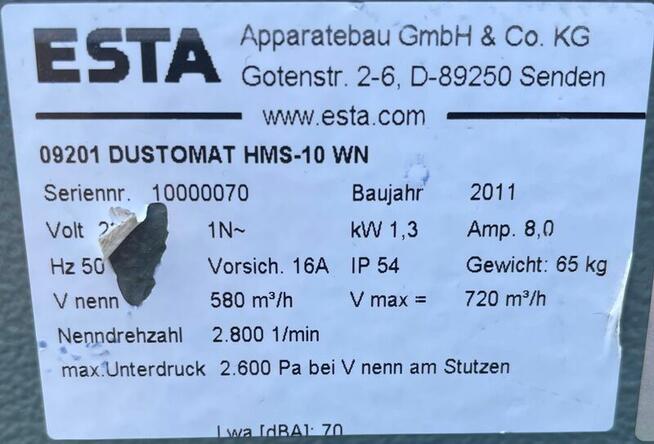 ESTA
Apparatebau GmbH & Co. KG
Gotenstr. 2-6, D-89250 Senden
www.esta.com
09201 DUSTOMAT HMS-10 WN
Seriennr. 10000070 Baujahr 2011
Volt 1N~ kW 1,3 Amp. 8,0
Hz 50 Vorsich. 16A IP 54 Gewicht: 65 kg
V nenn 580 m³/h V max = 720 m³/h
Nenndrehzahl 2.800 1/min
max.Unterdruck 2.600 Pa bei V nenn am Stutzen
Lwa [dBA]: 70